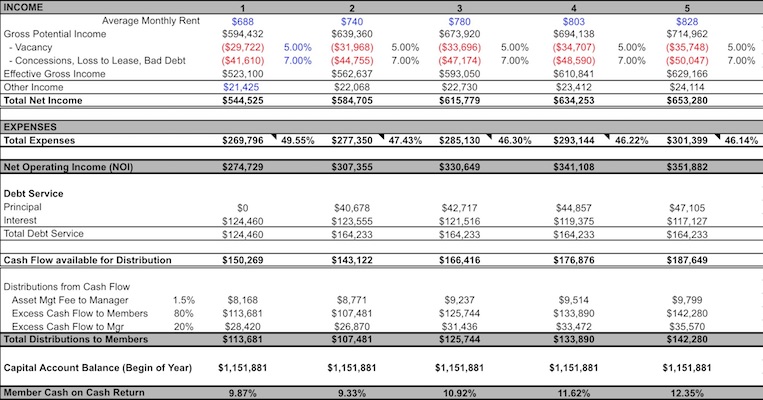 INCOME 1 2 3 4 5
Average Monthly Rent $688 $740 $780 $803 $828
Gross Potential Income $594,432 $639,360 $673,920 $694,138 $714,962
- Vacancy ($29,722) 5.00% ($31,968) 5.00% ($33,696) 5.00% ($34,707) 5.00% ($35,748) 5.00%
- Concessions, Loss to Lease, Bad Debt ($41,610) 7.00% ($44,755) 7.00% ($47,174) 7.00% ($48,590) 7.00% ($50,047) 7.00%
Effective Gross Income $523,100 $562,637 $593,050 $610,841 $629,166
Other Income $21,425 $22,068 $22,730 $23,412 $24,114
Total Net Income $544,525 $584,705 $615,779 $634,253 $653,280
EXPENSES
Total Expenses $269,796 49.55% $277,350 47.43% $285,130 46.30% $293,144 46.22% $301,399 46.14%
Net Operating Income (NOI) $274,729 $307,355 $330,649 $341,108 $351,882
Debt Service
Principal $0 $40,678 $42,717 $44,857 $47,105
Interest $124,460 $123,555 $121,516 $119,375 $117,127
Total Debt Service $124,460 $164,233 $164,233 $164,233 $164,233
Cash Flow available for Distribution $150,269 $143,122 $166,416 $176,876 $187,649
Distributions from Cash Flow
Asset Mgt Fee to Manager 1.5% $8,168 $8,771 $9,237 $9,514 $9,799
Excess Cash Flow to Members 80% $113,681 $107,481 $125,744 $133,890 $142,280
Excess Cash Flow to Mgr 20% $28,420 $26,870 $31,436 $33,472 $35,570
Total Distributions to Members $113,681 $107,481 $125,744 $133,890 $142,280
Capital Account Balance (Begin of Year) $1,151,881 $1,151,881 $1,151,881 $1,151,881 $1,151,881
Member Cash on Cash Return 9.87% 9.33% 10.92% 11.62% 12.35%